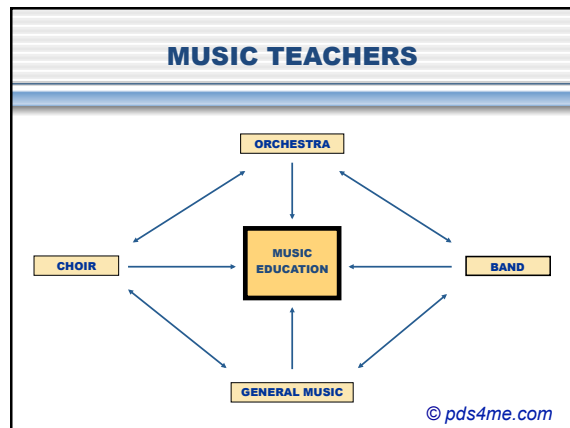 MUSIC TEACHERS
ORCHESTRA
CHOIR
MUSIC
EDUCATION
BAND
GENERAL MUSIC
© pds4me.com